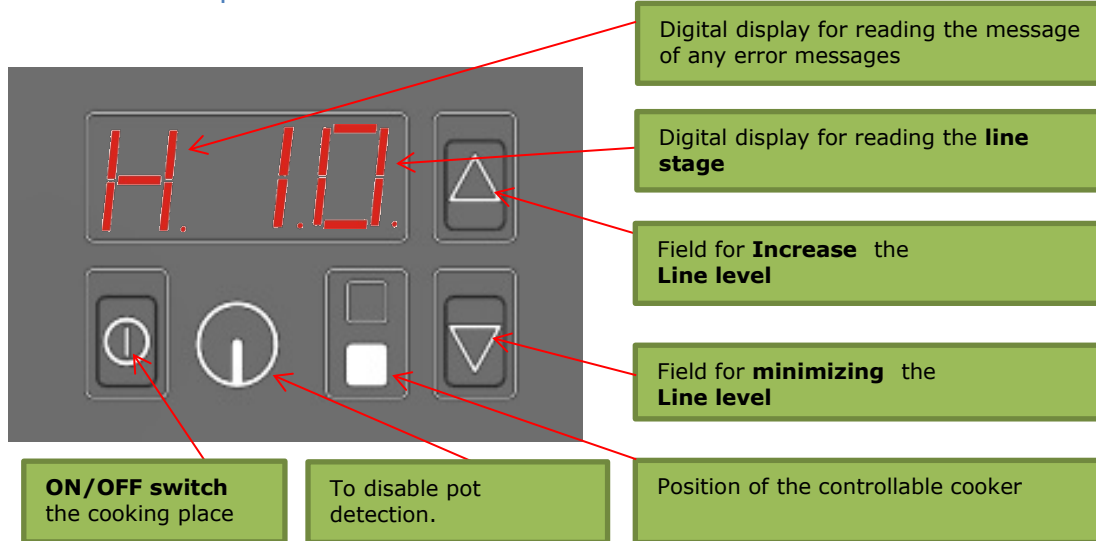 Digital display for reading the message
of any error messages
H. 1.0.
Digital display for reading the line
stage
Field for Increase the
Line level
Field for minimizing the
Line level
ON/OFF switch
the cooking place
To disable pot
detection.
Position of the controllable cooker